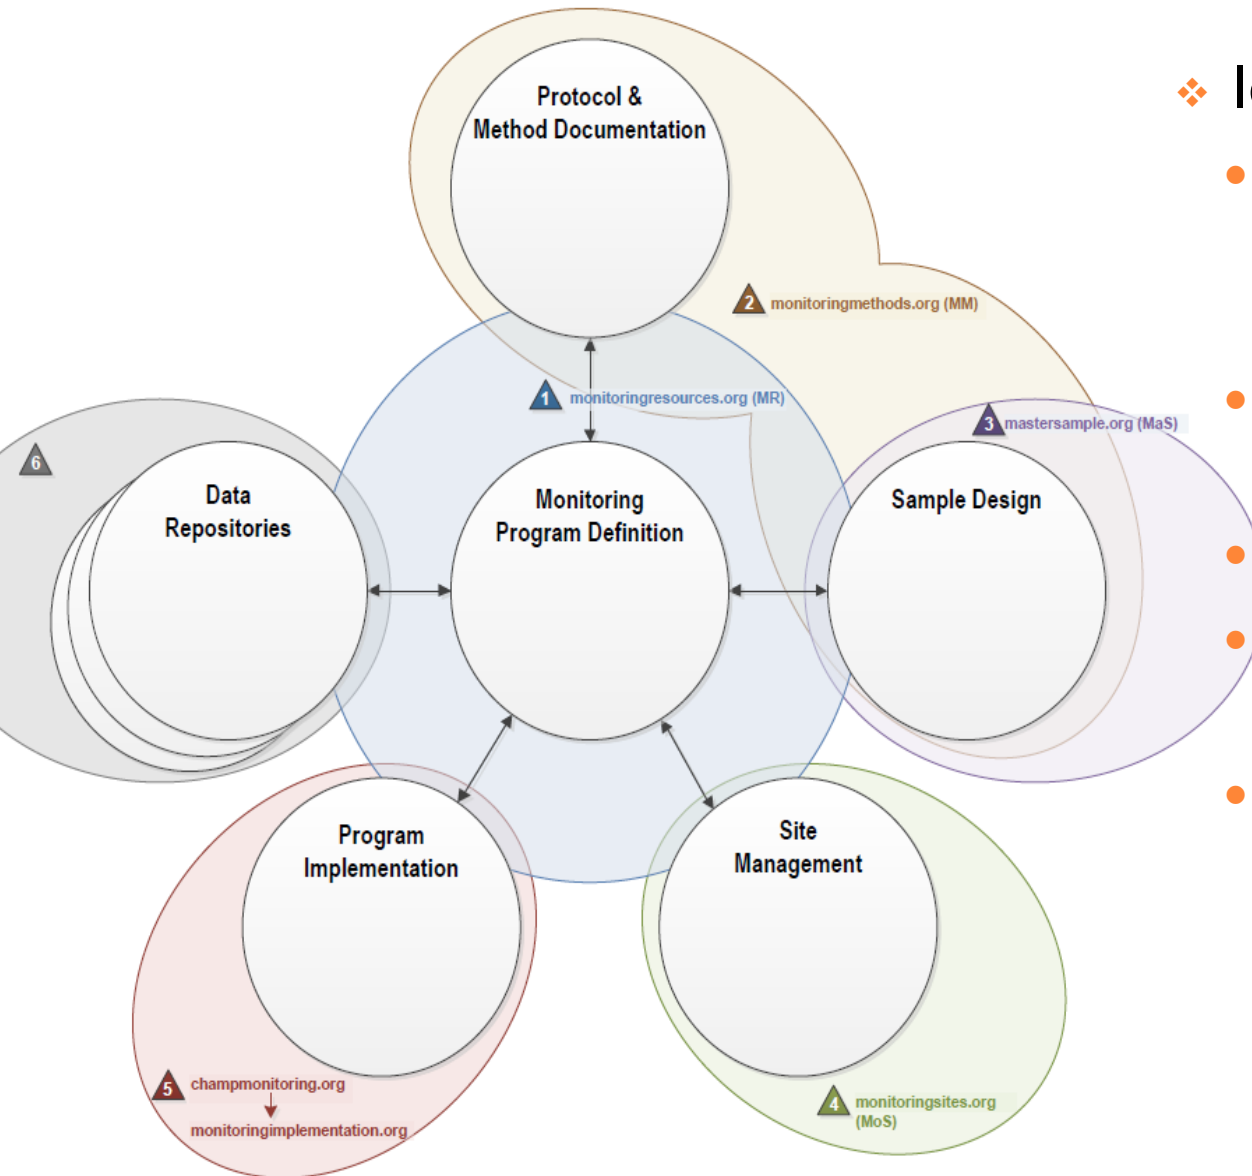 Protocol &
Method Documentation
2 monitoringmethods.org (MM)
1 monitoringresources.org (MR)
3 mastersample.org (MaS)
6
Data
Repositories
Monitoring
Program Definition
Sample Design
Program
Implementation
Site
Management
5 champmonitoring.org
monitoringimplementation.org
4 monitoringsites.org
(MoS)